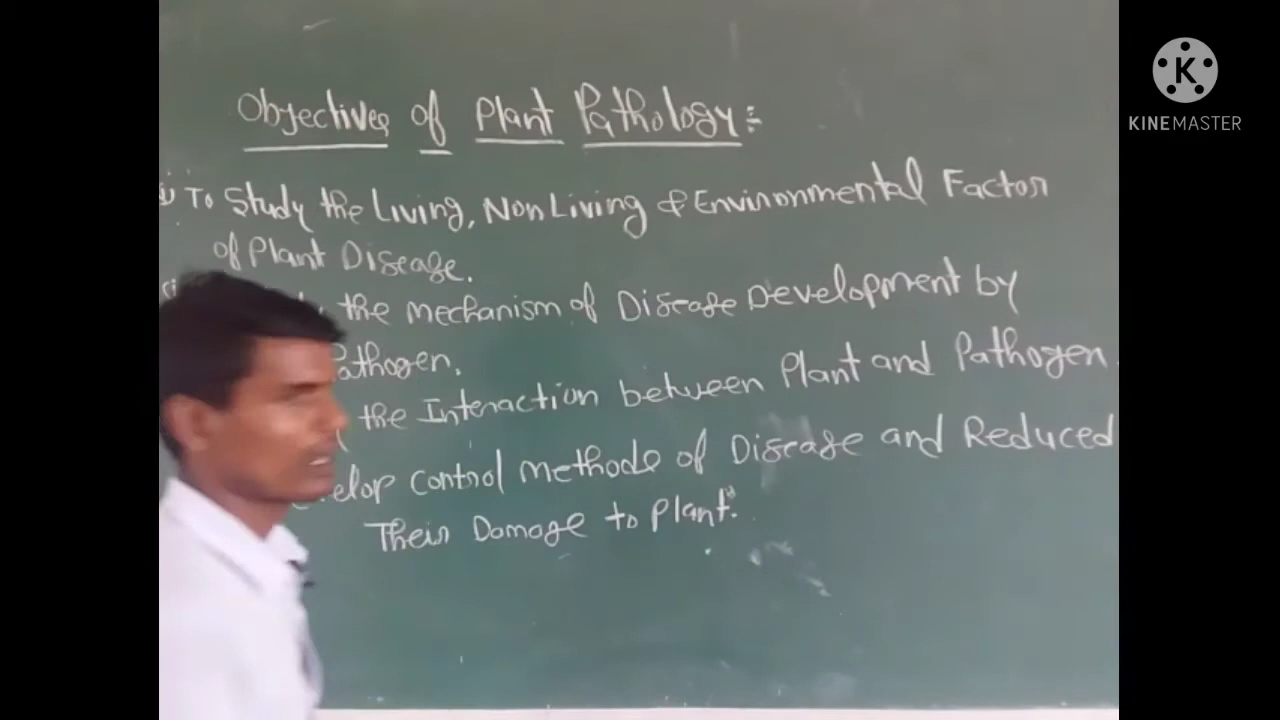 Objectives of Plant Pathology:-
i) To Study the Living, Non Living & Environmental Factor
of Plant Disease.
the mechanism of Disease Development by
Pathogen.
the Interaction between Plant and Pathogen.
control Methods of Disease and Reduced
Their Damage to Plant.
K
KINEMASTER